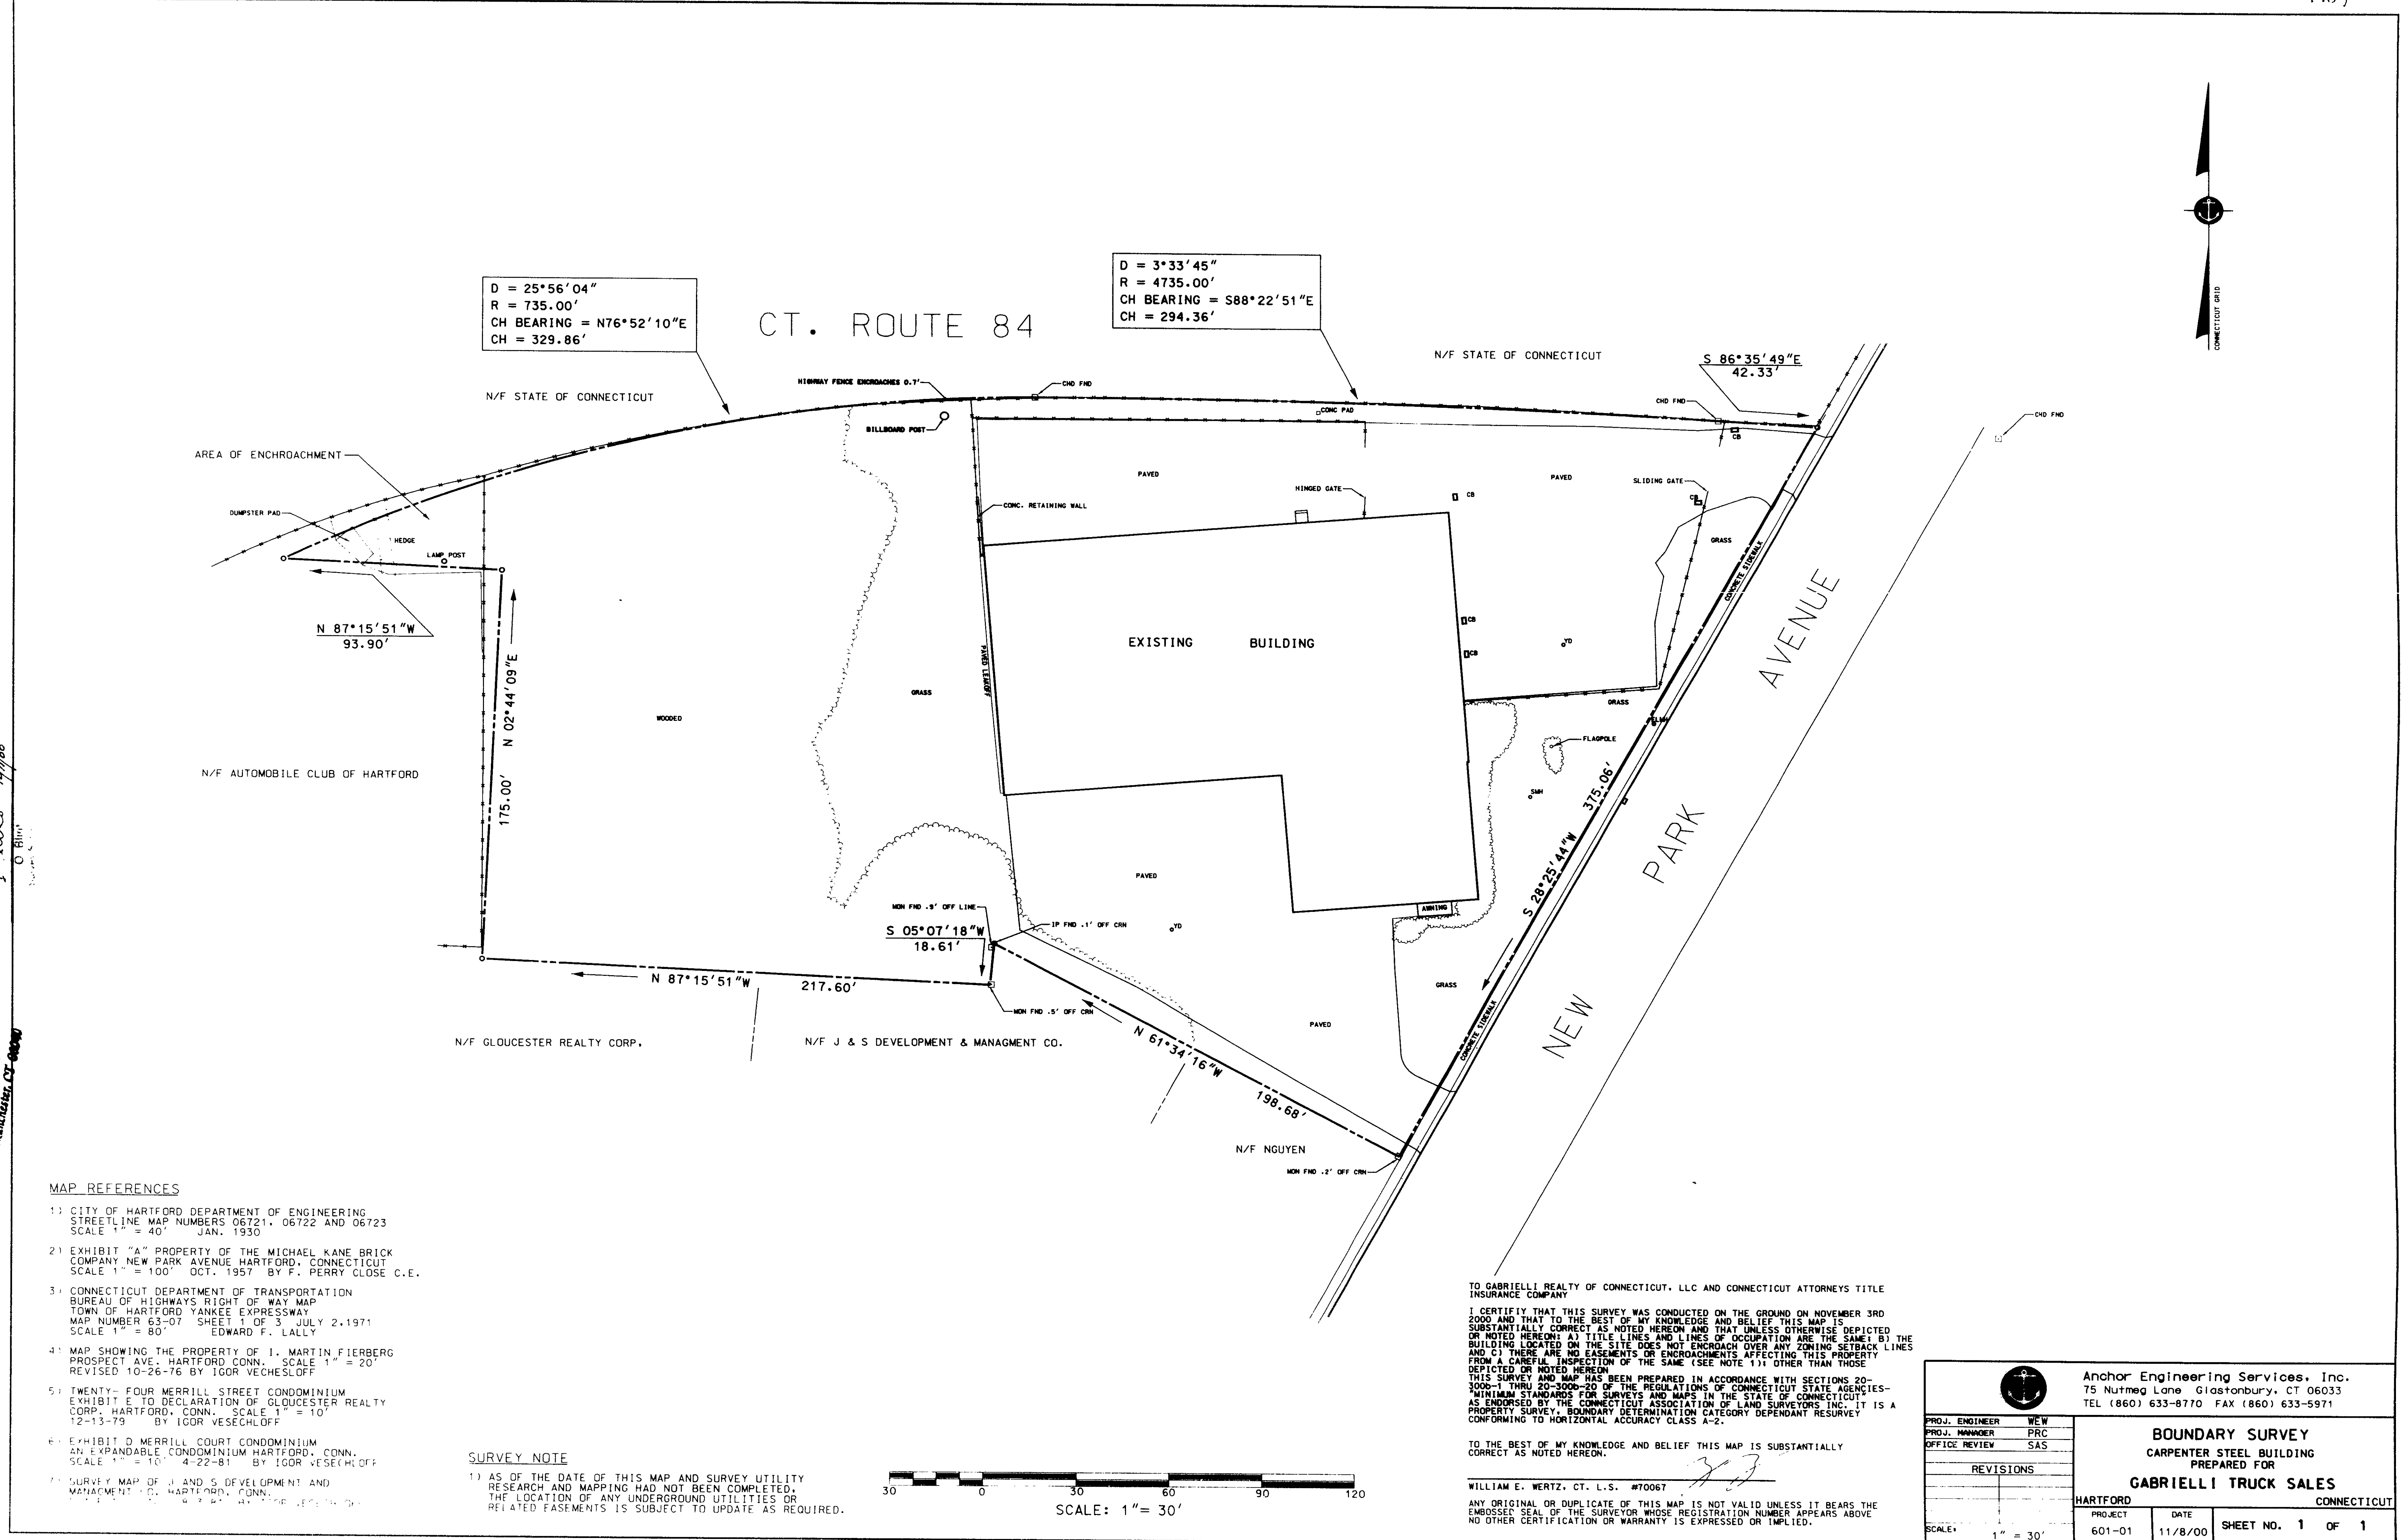 D = 25°56'04"
R = 735.00'
CH BEARING = N76°52'10"E
CH = 329.86'
CT. ROUTE 84
D = 3°33'45"
R = 4735.00'
CH BEARING = S88°22'51"E
CH = 294.36'
N/F STATE OF CONNECTICUT
S 86°35'49"E
42.33'
CONNECTICUT GRID
N/F STATE OF CONNECTICUT
HIGHWAY FENCE ENCROACHES 0.7'
CHD FND
CONC PAD
CHD FND
CHD FND
BILLBOARD POST
CB
AREA OF ENCHROACHMENT
DUMPSTER PAD
HEDGE
LAMP POST
PAVED
HINGED GATE
CB
PAVED
SLIDING GATE
CB
CONC. RETAINING WALL
GRASS
CONCRETE SIDEWALK
N 87°15'51"W
93.90'
N 02°44'09"E
175.00'
EXISTING BUILDING
CB
CB
YD
PAVED LEAKOFF
GRASS
WOODED
GRASS
FLAGPOLE
SMH
N/F AUTOMOBILE CLUB OF HARTFORD
NEW PARK AVENUE
S 28°25'44"W
375.06'
PAVED
AWNING
MON FND .9' OFF LINE
IP FND .1' OFF CRN
YD
S 05°07'18"W
18.61'
N 87°15'51"W 217.60'
MON FND .5' OFF CRN
GRASS
PAVED
CONCRETE SIDEWALK
N/F GLOUCESTER REALTY CORP.
N/F J & S DEVELOPMENT & MANAGMENT CO.
N 61°34'16"W
198.68'
N/F NGUYEN
MON FND .2' OFF CRN
MAP REFERENCES
1) CITY OF HARTFORD DEPARTMENT OF ENGINEERING
STREETLINE MAP NUMBERS 06721, 06722 AND 06723
SCALE 1" = 40' JAN. 1930
2) EXHIBIT "A" PROPERTY OF THE MICHAEL KANE BRICK
COMPANY NEW PARK AVENUE HARTFORD, CONNECTICUT
SCALE 1" = 100' OCT. 1957 BY F. PERRY CLOSE C.E.
3) CONNECTICUT DEPARTMENT OF TRANSPORTATION
BUREAU OF HIGHWAYS RIGHT OF WAY MAP
TOWN OF HARTFORD YANKEE EXPRESSWAY
MAP NUMBER 63-07 SHEET 1 OF 3 JULY 2,1971
SCALE 1" = 80' EDWARD F. LALLY
4) MAP SHOWING THE PROPERTY OF I. MARTIN FIERBERG
PROSPECT AVE. HARTFORD CONN. SCALE 1" = 20'
REVISED 10-26-76 BY IGOR VECHESLOFF
5) TWENTY- FOUR MERRILL STREET CONDOMINIUM
EXHIBIT E TO DECLARATION OF GLOUCESTER REALTY
CORP. HARTFORD, CONN. SCALE 1" = 10'
12-13-79 BY IGOR VESECHLOFF
6) EXHIBIT D MERRILL COURT CONDOMINIUM
AN EXPANDABLE CONDOMINIUM HARTFORD, CONN.
SCALE 1" = 10' 4-22-81 BY IGOR VESECHLOFF
7) SURVEY MAP OF J AND S DEVELOPMENT AND
MANAGMENT CO. HARTFORD, CONN.
SURVEY NOTE
1) AS OF THE DATE OF THIS MAP AND SURVEY UTILITY
RESEARCH AND MAPPING HAD NOT BEEN COMPLETED,
THE LOCATION OF ANY UNDERGROUND UTILITIES OR
RELATED EASEMENTS IS SUBJECT TO UPDATE AS REQUIRED.
30 0 30 60 90 120
SCALE: 1"= 30'
TO GABRIELLI REALTY OF CONNECTICUT, LLC AND CONNECTICUT ATTORNEYS TITLE
INSURANCE COMPANY
I CERTIFIY THAT THIS SURVEY WAS CONDUCTED ON THE GROUND ON NOVEMBER 3RD
2000 AND THAT TO THE BEST OF MY KNOWLEDGE AND BELIEF THIS MAP IS
SUBSTANTIALLY CORRECT AS NOTED HEREON AND THAT UNLESS OTHERWISE DEPICTED
OR NOTED HEREON: A) TITLE LINES AND LINES OF OCCUPATION ARE THE SAME; B) THE
BUILDING LOCATED ON THE SITE DOES NOT ENCROACH OVER ANY ZONING SETBACK LINES
AND C) THERE ARE NO EASEMENTS OR ENCROACHMENTS AFFECTING THIS PROPERTY
FROM A CAREFUL INSPECTION OF THE SAME (SEE NOTE 1); OTHER THAN THOSE
DEPICTED OR NOTED HEREON
THIS SURVEY AND MAP HAS BEEN PREPARED IN ACCORDANCE WITH SECTIONS 20-
300b-1 THRU 20-300b-20 OF THE REGULATIONS OF CONNECTICUT STATE AGENCIES-
"MINIMUM STANDARDS FOR SURVEYS AND MAPS IN THE STATE OF CONNECTICUT"
AS ENDORSED BY THE CONNECTICUT ASSOCIATION OF LAND SURVEYORS INC. IT IS A
PROPERTY SURVEY, BOUNDARY DETERMINATION CATEGORY DEPENDANT RESURVEY
CONFORMING TO HORIZONTAL ACCURACY CLASS A-2.
TO THE BEST OF MY KNOWLEDGE AND BELIEF THIS MAP IS SUBSTANTIALLY
CORRECT AS NOTED HEREON.
WILLIAM E. WERTZ, CT. L.S. #70067
ANY ORIGINAL OR DUPLICATE OF THIS MAP IS NOT VALID UNLESS IT BEARS THE
EMBOSSED SEAL OF THE SURVEYOR WHOSE REGISTRATION NUMBER APPEARS ABOVE
NO OTHER CERTIFICATION OR WARRANTY IS EXPRESSED OR IMPLIED.
Anchor Engineering Services, Inc.
75 Nutmeg Lane Glastonbury, CT 06033
TEL (860) 633-8770 FAX (860) 633-5971
PROJ. ENGINEER WEW
PROJ. MANAGER PRC
OFFICE REVIEW SAS
REVISIONS
SCALE: 1" = 30'
BOUNDARY SURVEY
CARPENTER STEEL BUILDING
PREPARED FOR
GABRIELLI TRUCK SALES
HARTFORD CONNECTICUT
PROJECT 601-01
DATE 11/8/00
SHEET NO. 1 OF 1